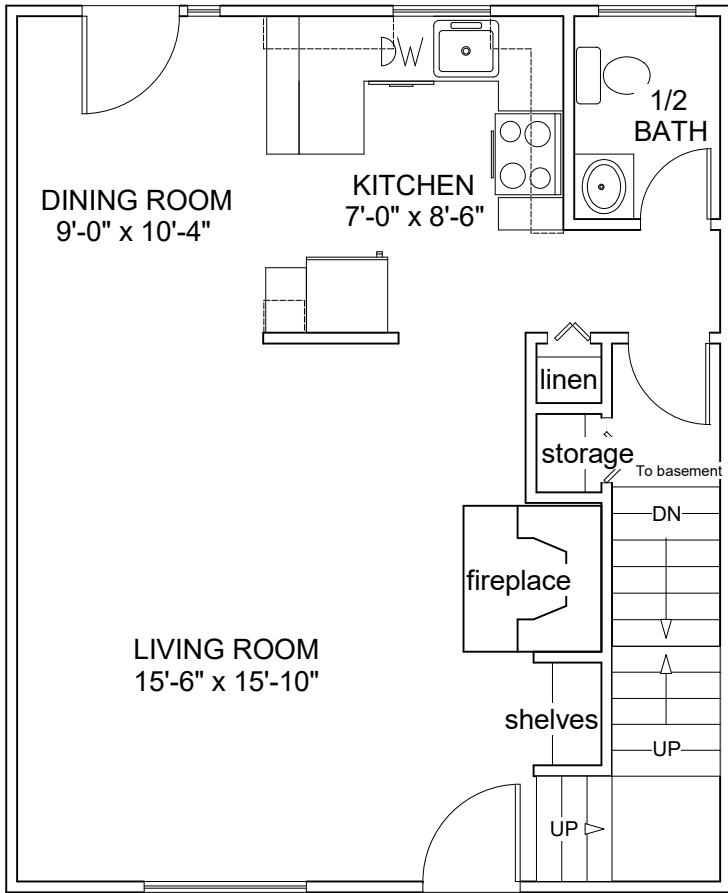 DW
1/2
BATH
DINING ROOM
9'-0" x 10'-4"
KITCHEN
7'-0" x 8'-6"
linen
storage
To basement
DN
fireplace
LIVING ROOM
15'-6" x 15'-10"
shelves
UP
UP